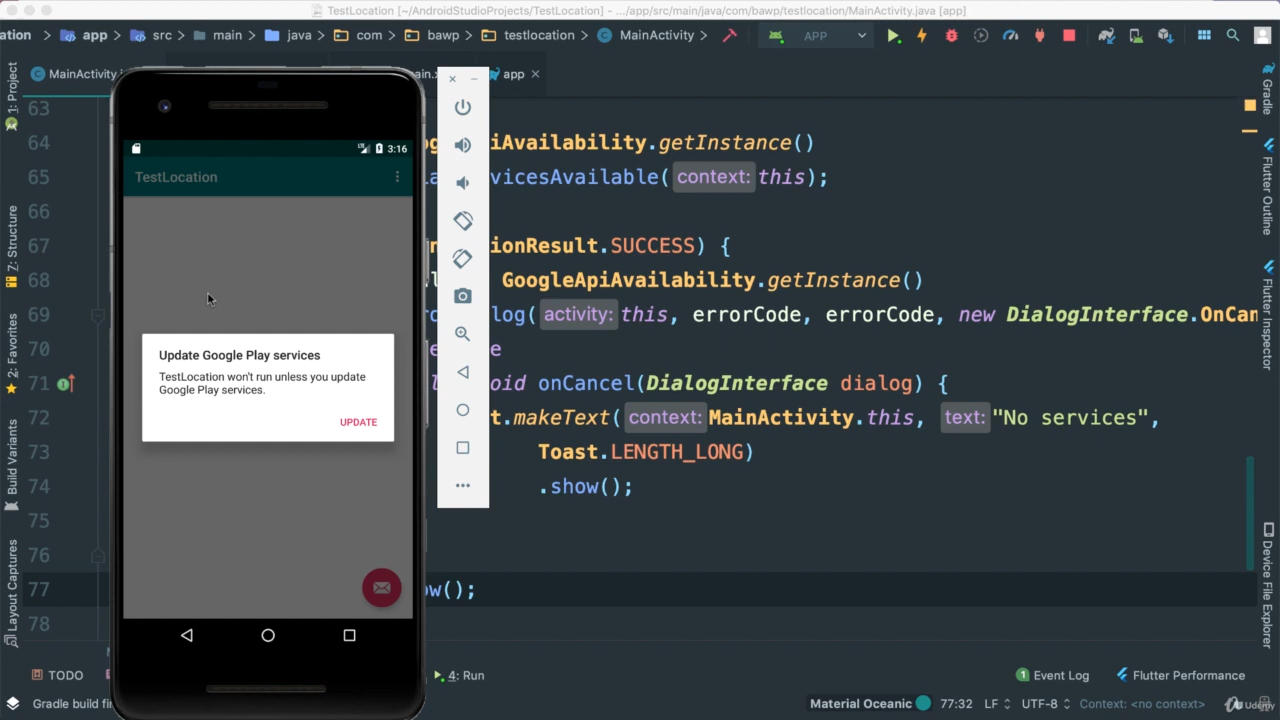 TestLocation [~/AndroidStudioProjects/TestLocation] - .../app/src/main/java/com/bawp/testlocation/MainActivity.java [app]
ation app src main java com bawp testlocation MainActivity APP
MainActivity app
1: Project
7: Structure
2: Favorites
Build Variants
Layout Captures
63
64 iAvailability.getInstance()
65 vicesAvailable( context: this);
66
67 ionResult.SUCCESS) {
68 GoogleApiAvailability.getInstance()
69 log( activity: this, errorCode, errorCode, new DialogInterface.OnCan
70 e
71 oid onCancel(DialogInterface dialog) {
72 t.makeText( context: MainActivity.this, text: "No services",
73 Toast.LENGTH_LONG)
74 .show();
75
76
77 ow();
78
3:16
TestLocation
Update Google Play services
TestLocation won't run unless you update
Google Play services.
UPDATE
Gradle
Flutter Outline
Flutter Inspector
Device File Explorer
TODO 4: Run 1 Event Log Flutter Performance
Gradle build fi Material Oceanic 77:32 LF UTF-8 Context: <no context>
Udemy